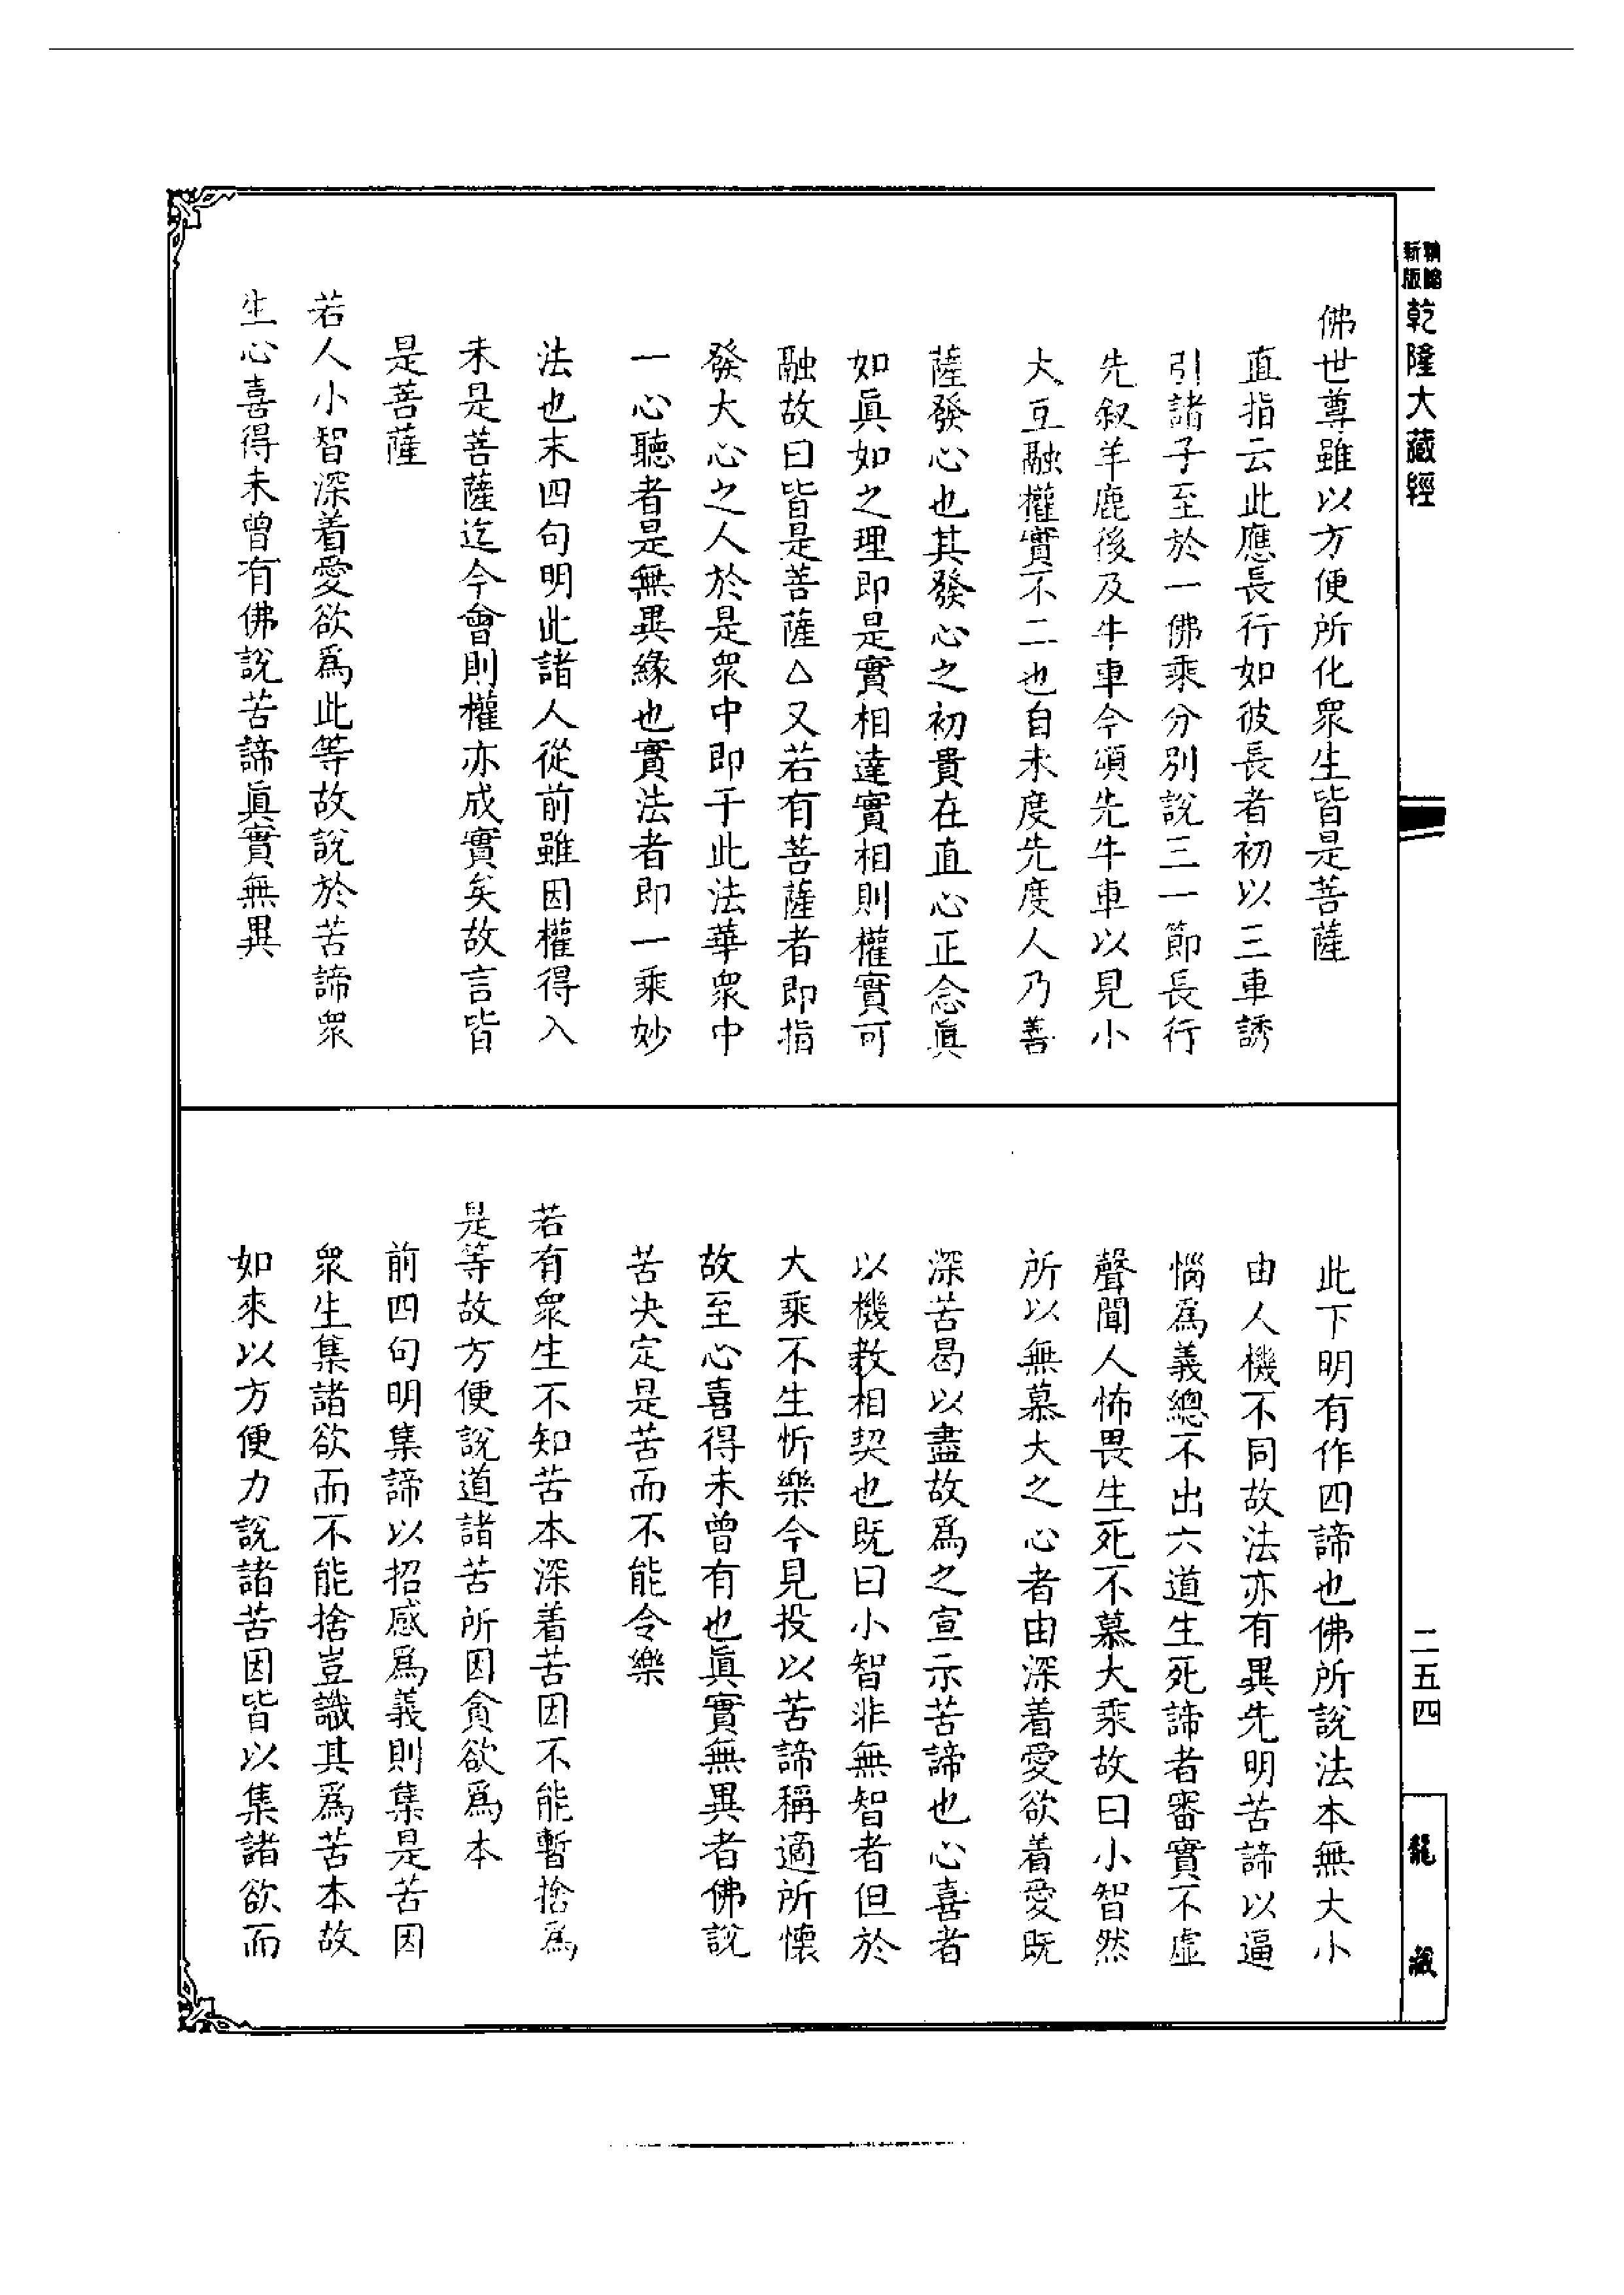 新版
精縮
乾隆大藏經
佛世尊雖以方便所化衆生皆是菩薩
直指云此應長行如彼長者初以三車誘
引諸子至於一佛乘分別說三一節長行
先叙羊鹿後及牛車今頌先牛車以見小
大互融權實不二也自未度先度人乃善
薩發心也其發心之初貴在直心正念眞
如眞如之理即是實相達實相則權實可
融故曰皆是菩薩△又若有菩薩者即指
發大心之人於是衆中即于此法華衆中
一心聽者是無異緣也實法者即一乘妙
法也末四句明此諸人從前雖因權得入
未是菩薩迄今會則權亦成實矣故言皆
是菩薩
若人小智深着愛欲爲此等故說於苦諦衆
生心喜得未曾有佛說苦諦眞實無異
此下明有作四諦也佛所說法本無大小
由人機不同故法亦有異先明苦諦以逼
惱爲義總不出六道生死諦者審實不虛
聲聞人怖畏生死不慕大乘故曰小智然
所以無慕大之心者由深着愛欲着愛既
深苦曷以盡故爲之宣示苦諦也心喜者
以機教相契也既曰小智非無智者但於
大乘不生忻樂今見投以苦諦稱適所懷
故至心喜得未曾有也眞實無異者佛說
苦决定是苦而不能令樂
若有衆生不知苦本深着苦因不能暫捨爲
是等故方便說道諸苦所因貪欲爲本
前四句明集諦以招感爲義則集是苦因
衆生集諸欲而不能捨豈識其爲苦本故
如來以方便力說諸苦因皆以集諸欲而
二五四
龍藏